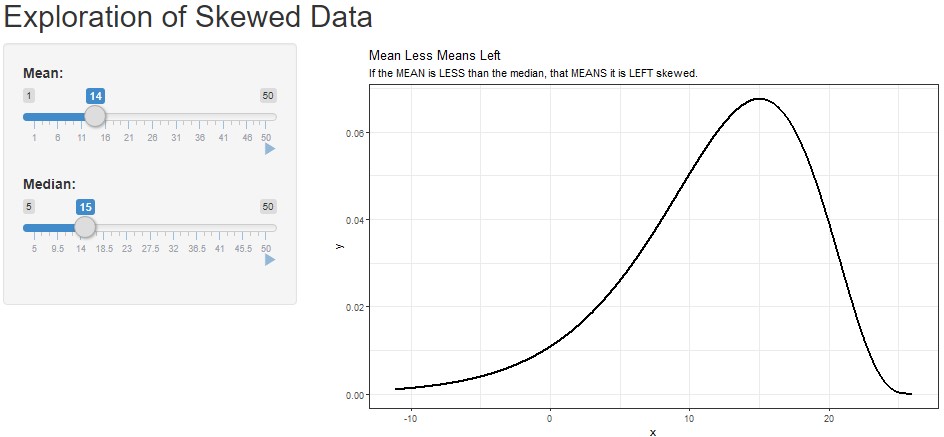 Exploration of Skewed Data
Mean:
1 14 50
1 6 11 16 21 26 31 36 41 46 50
Median:
5 15 50
5 9.5 14 18.5 23 27.5 32 36.5 41 45.5 50
Mean Less Means Left
If the MEAN is LESS than the median, that MEANS it is LEFT skewed.
0.06
0.04
y
0.02
0.00
-10 0 10 20
x